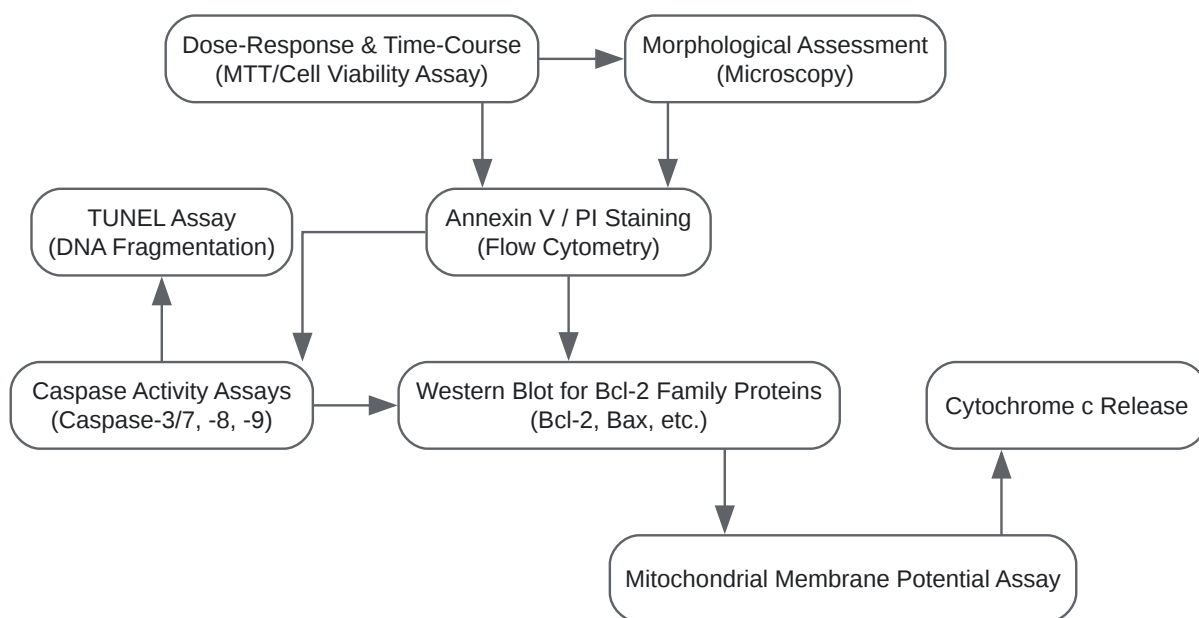 Dose-Response & Time-Course
(MTT/Cell Viability Assay)
Morphological Assessment
(Microscopy)
TUNEL Assay
(DNA Fragmentation)
Annexin V / PI Staining
(Flow Cytometry)
Caspase Activity Assays
(Caspase-3/7, -8, -9)
Western Blot for Bcl-2 Family Proteins
(Bcl-2, Bax, etc.)
Cytochrome c Release
Mitochondrial Membrane Potential Assay